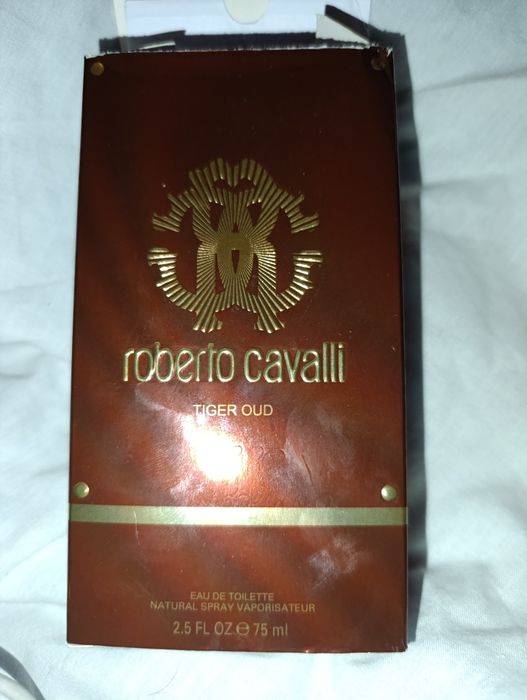 roberto cavalli
TIGER OUD
EAU DE TOILETTE
NATURAL SPRAY VAPORISATEUR
2.5 FL OZ ℮ 75 ml